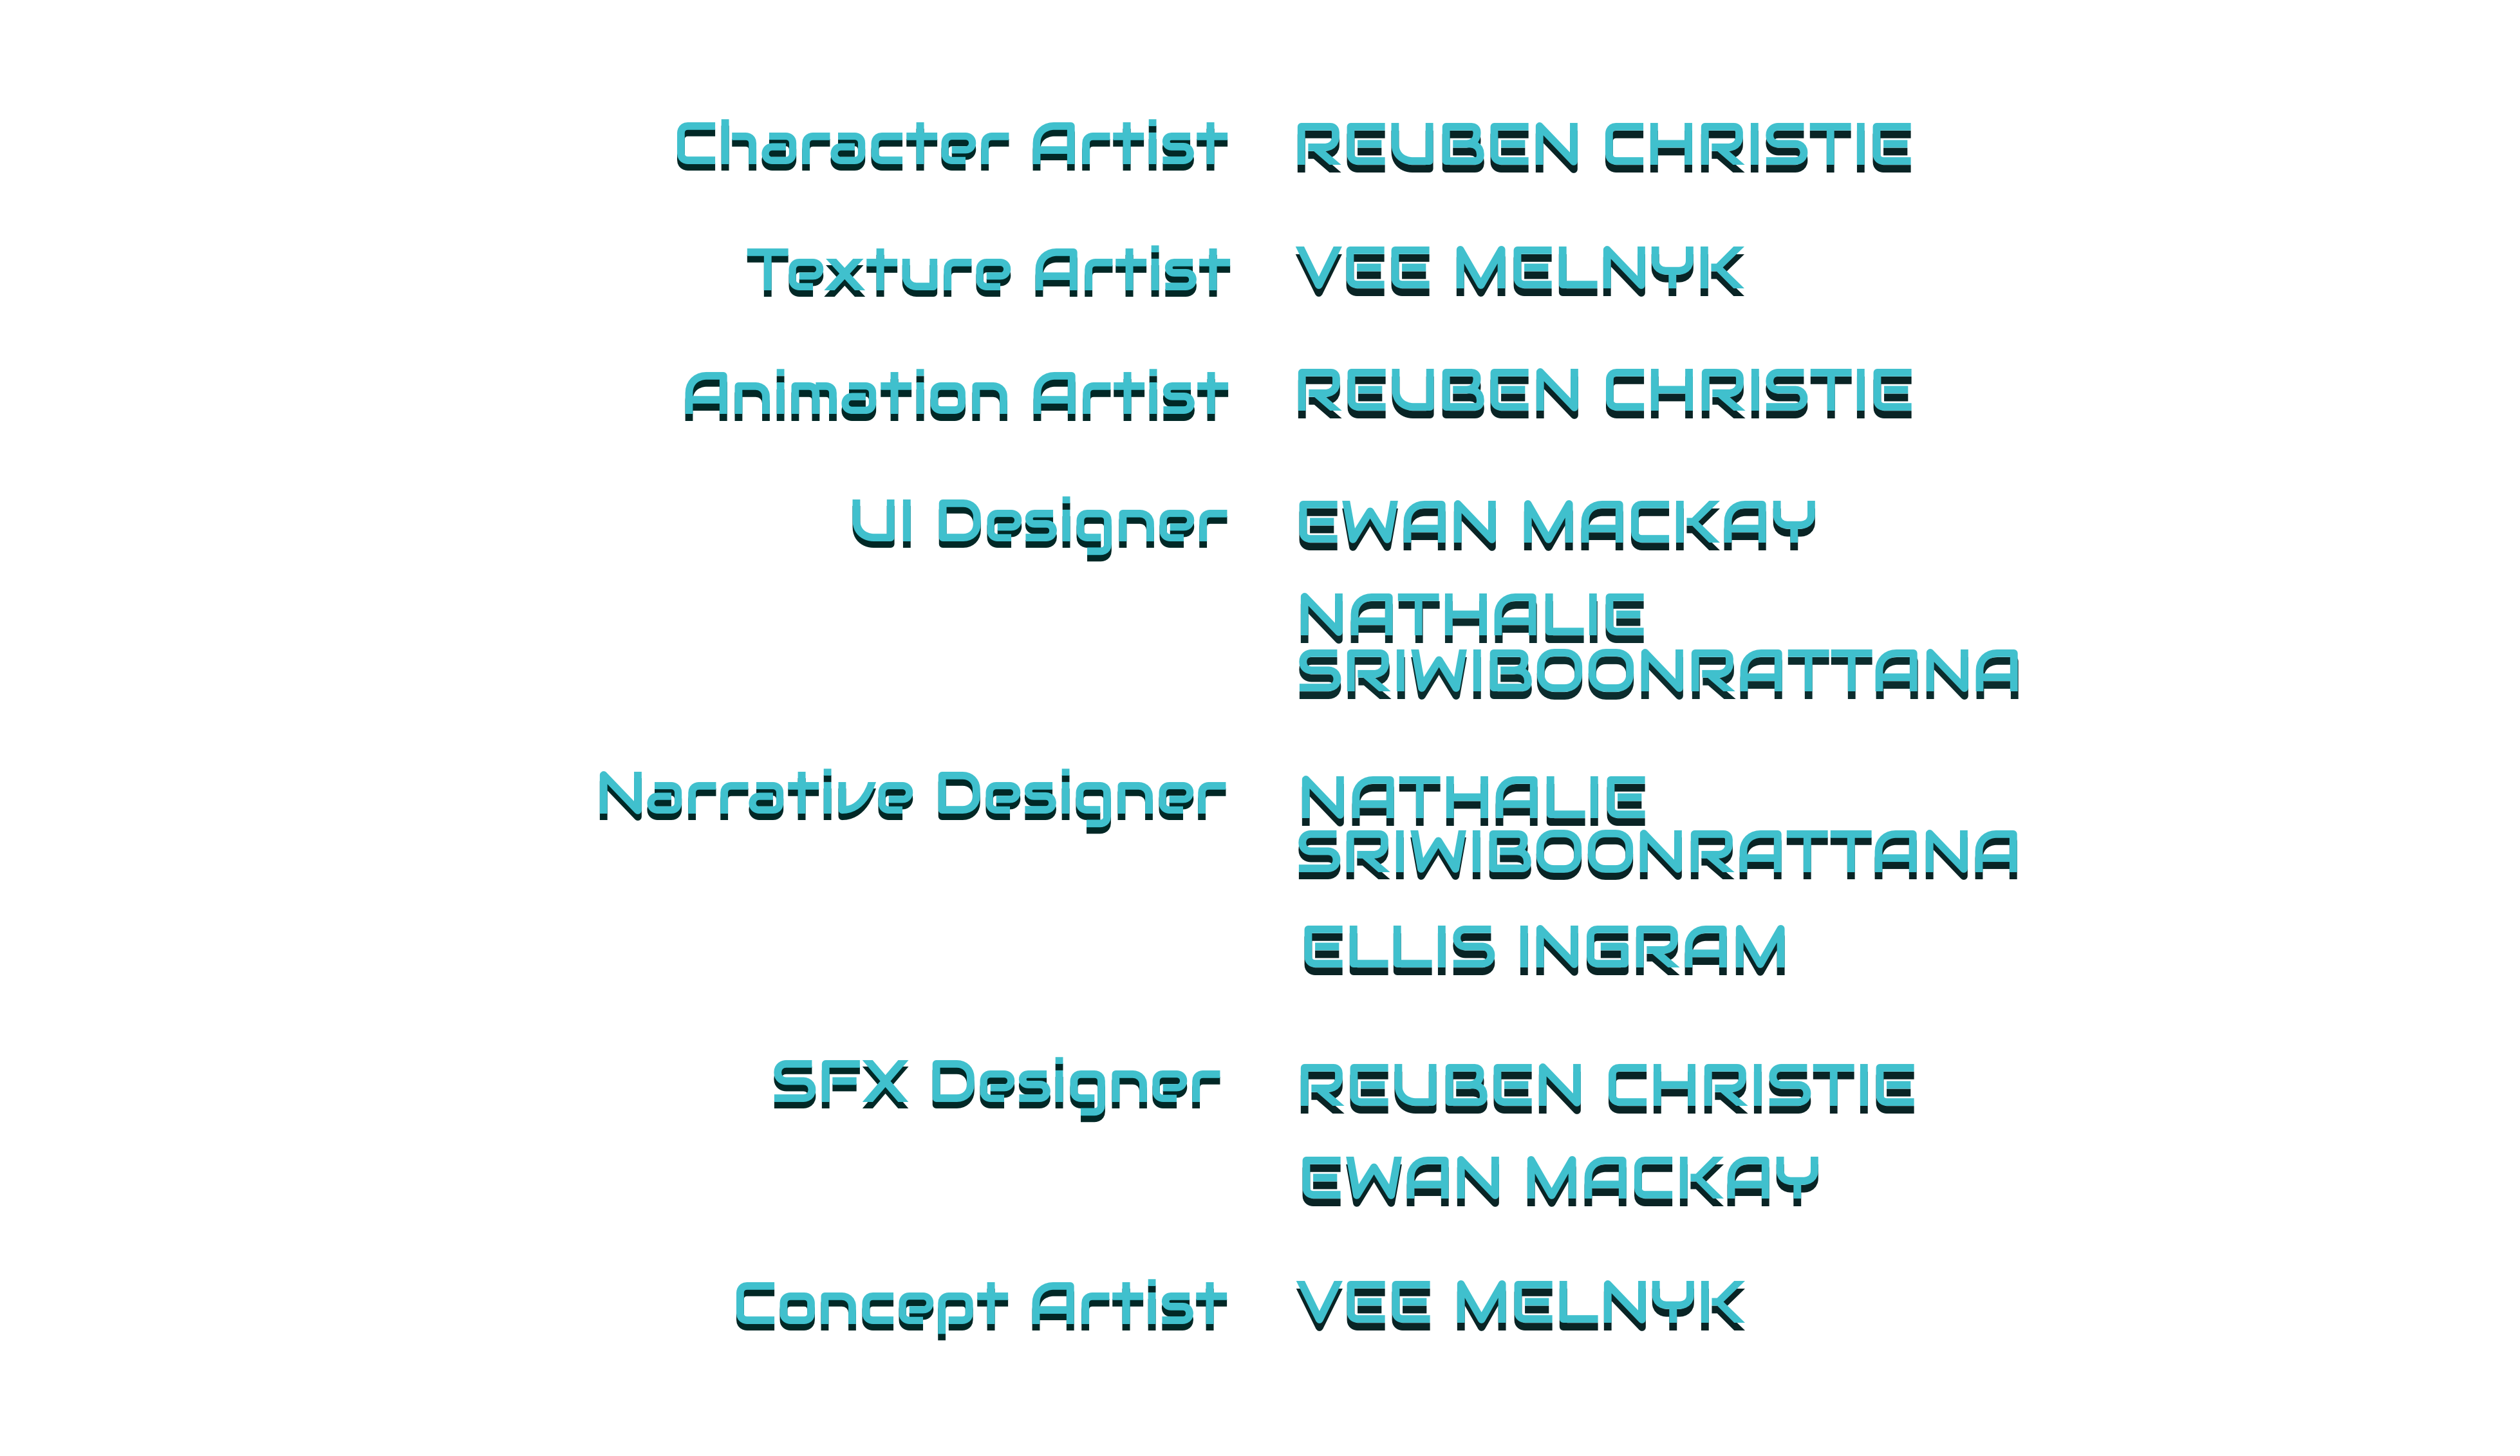 Character Artist REUBEN CHRISTIE
Texture Artist VEE MELNYK
Animation Artist REUBEN CHRISTIE
UI Designer EWAN MACKAY
NATHALIE
SRIWIBOONRATTANA
Narrative Designer NATHALIE
SRIWIBOONRATTANA
ELLIS INGRAM
SFX Designer REUBEN CHRISTIE
EWAN MACKAY
Concept Artist VEE MELNYK